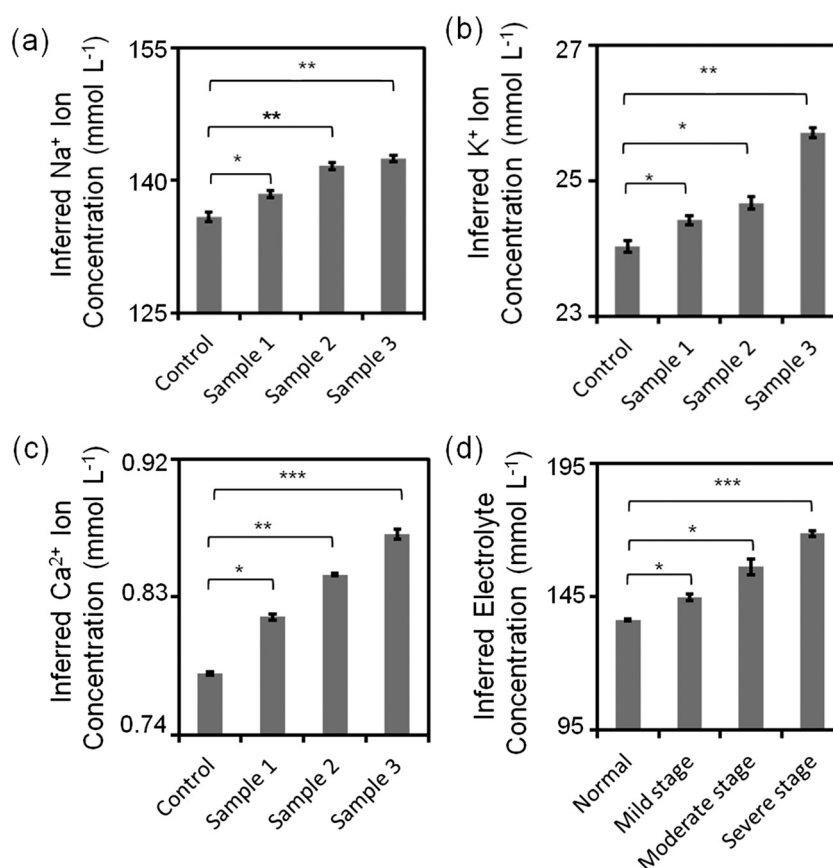 (a)
Inferred Na⁺ Ion
Concentration (mmol L⁻¹)
155
140
125
*
**
**
Control
Sample 1
Sample 2
Sample 3
(b)
Inferred K⁺ Ion
Concentration (mmol L⁻¹)
27
25
23
*
*
**
Control
Sample 1
Sample 2
Sample 3
(c)
Inferred Ca²⁺ Ion
Concentration (mmol L⁻¹)
0.92
0.83
0.74
*
**
***
Control
Sample 1
Sample 2
Sample 3
(d)
Inferred Electrolyte
Concentration (mmol L⁻¹)
195
145
95
*
*
***
Normal
Mild stage
Moderate stage
Severe stage